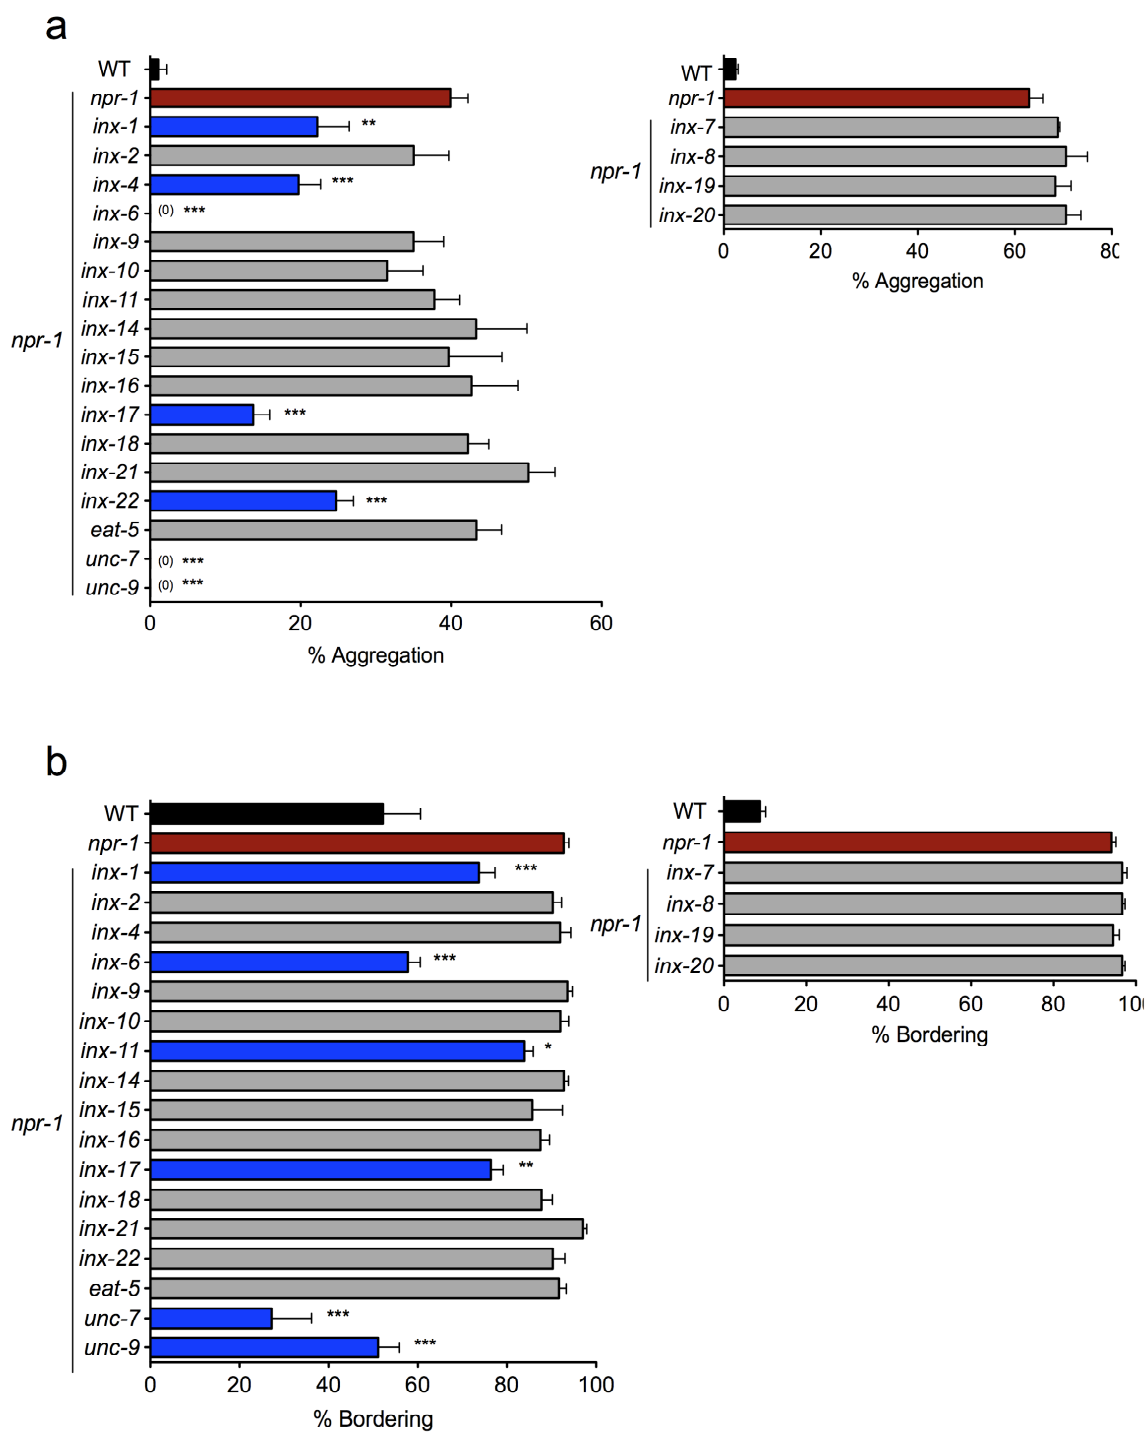 a
WT
npr-1
inx-1 **
inx-2
inx-4 ***
inx-6 (0) ***
inx-9
inx-10
inx-11
inx-14
npr-1
inx-15
inx-16
inx-17 ***
inx-18
inx-21
inx-22 ***
eat-5
unc-7 (0) ***
unc-9 (0) ***
0 20 40 60
% Aggregation
WT
npr-1
inx-7
inx-8
npr-1
inx-19
inx-20
0 20 40 60 80
% Aggregation
b
WT
npr-1
inx-1 ***
inx-2
inx-4
inx-6 ***
inx-9
inx-10
inx-11 *
inx-14
inx-15
npr-1
inx-16
inx-17 **
inx-18
inx-21
inx-22
eat-5
unc-7 ***
unc-9 ***
0 20 40 60 80 100
% Bordering
WT
npr-1
inx-7
inx-8
npr-1
inx-19
inx-20
0 20 40 60 80 10
% Bordering